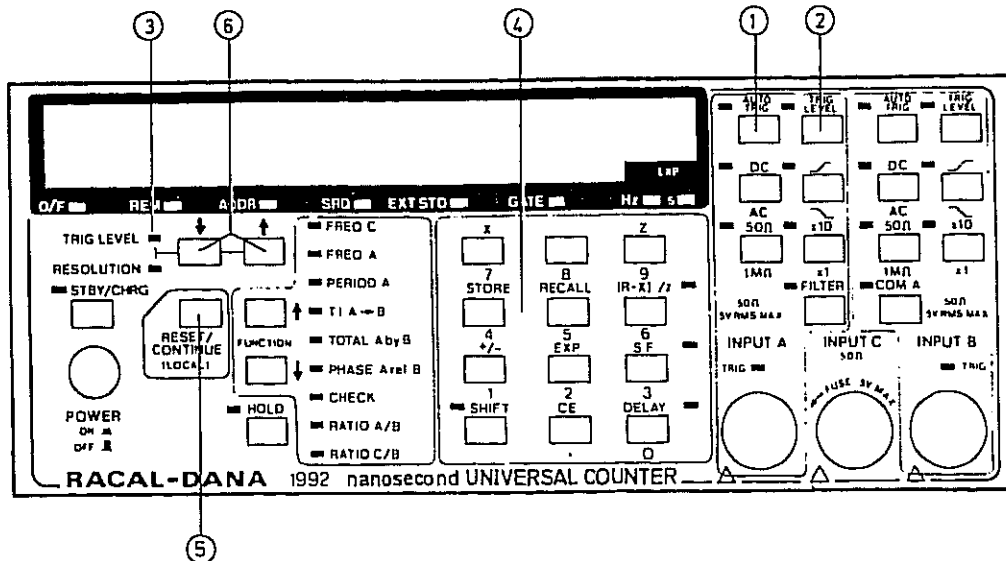 3 6 4 1 2
AUTO TRIG TRIG LEVEL AUTO TRIG TRIG LEVEL
EXP
O/F REM ADDR SRQ EXT STD GATE Hz s
DC DC
AC AC
TRIG LEVEL
RESOLUTION
STBY/CHRG
RESET/
CONTINUE
(LOCAL)
FUNCTION
POWER
ON
OFF
HOLD
FREQ C
FREQ A
PERIOD A
T I A → B
TOTAL A by B
PHASE A rel B
CHECK
RATIO A/B
RATIO C/B
X Z
7 8 9
STORE RECALL (R-X)/z
4 5 6
+/- EXP SF
1 2 3
SHIFT CE DELAY
. 0
50Ω x10 50Ω x10
1MΩ x1 1MΩ x1
FILTER COM A
50Ω
5V RMS MAX
50Ω
5V RMS MAX
INPUT A INPUT C INPUT B
50Ω
TRIG TRIG
FUSE 5V MAX
RACAL-DANA 1992 nanosecond UNIVERSAL COUNTER
5